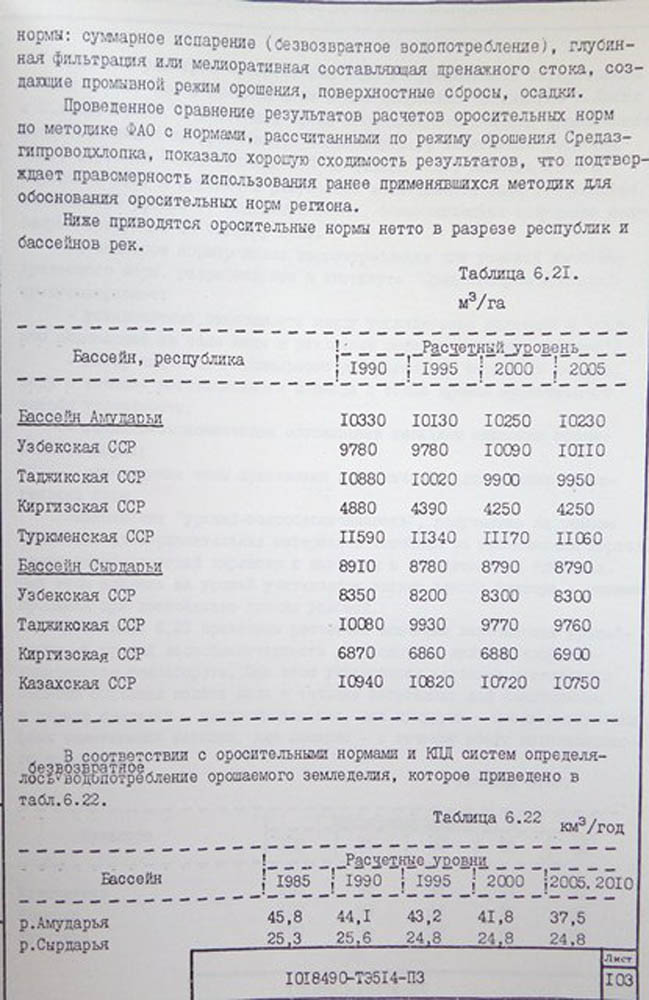 нормы: суммарное испарение (безвозвратное водопотребление), глубин-
ная фильтрация или мелиоративная составляющая дренажного стока, соз-
дающие промывной режим орошения, поверхностные сбросы, осадки.
Проведенное сравнение результатов расчетов оросительных норм
по методике ФАО с нормами, рассчитанными по режиму орошения Средаз-
гипроводхлопка, показало хорошую сходимость результатов, что подтвер-
ждает правомерность использования ранее применявшихся методик для
обоснования оросительных норм региона.
Ниже приводятся оросительные нормы нетто в разрезе республик и
бассейнов рек.
Таблица 6.21.
м³/га
Бассейн, республика ! Расчетный уровень
! 1990 ! 1995 ! 2000 ! 2005
Бассейн Амударьи 10330 10130 10250 10230
Узбекская ССР 9780 9780 10090 10110
Таджикская ССР 10880 10020 9900 9950
Киргизская ССР 4880 4390 4250 4250
Туркменская ССР 11590 11340 11170 11060
Бассейн Сырдарьи 8910 8780 8790 8790
Узбекская ССР 8350 8200 8300 8300
Таджикская ССР 10080 9930 9770 9760
Киргизская ССР 6870 6860 6880 6900
Казахская ССР 10940 10820 10720 10750
В соответствии с оросительными нормами и КПД систем определя-
безвозвратное
лось водопотребление орошаемого земледелия, которое приведено в
табл.6.22.
Таблица 6.22 км³/год
Бассейн ! Расчетные уровни
! 1985 ! 1990 ! 1995 ! 2000 ! 2005. 2010
р.Амударья 45,8 44,1 43,2 41,8 37,5
р.Сырдарья 25,3 25,6 24,8 24,8 24,8
1018490-ТЭ514-ПЗ
Лист
103